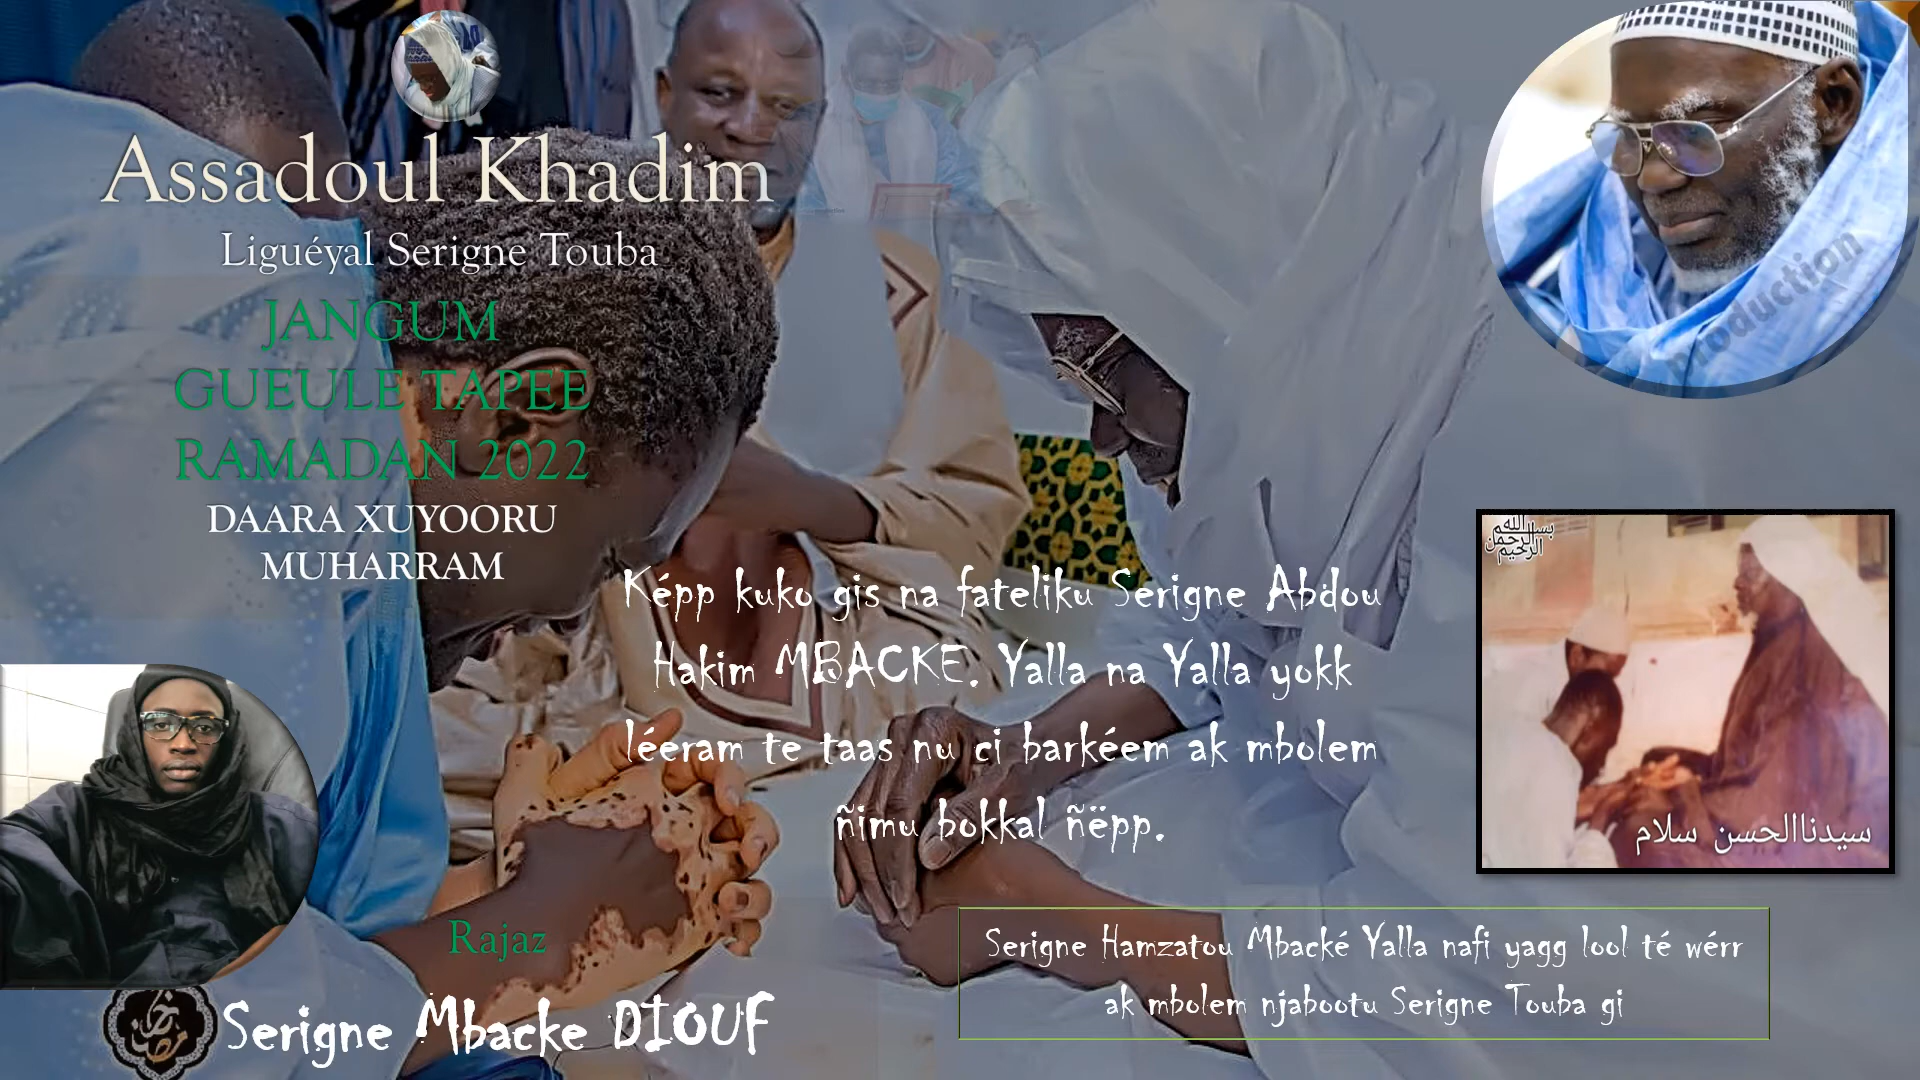 Assadoul Khadim
Liguéyal Serigne Touba
JANGUM
GUEULE TAPEE
RAMADAN 2022
DAARA XUYOORU
MUHARRAM
Képp kuko gis na fateliku Serigne Abdou
Hakim MBACKE. Yalla na Yalla yokk
léeram te taas nu ci barkéem ak mbolem
ñimu bokkal ñëpp.
Production
بسم الله الرحمن الرحيم
سيدناالحسن سلام
Rajaz
Serigne Mbacke DIOUF
Serigne Hamzatou Mbacké Yalla nafi yagg lool té wérr
ak mbolem njabootu Serigne Touba gi